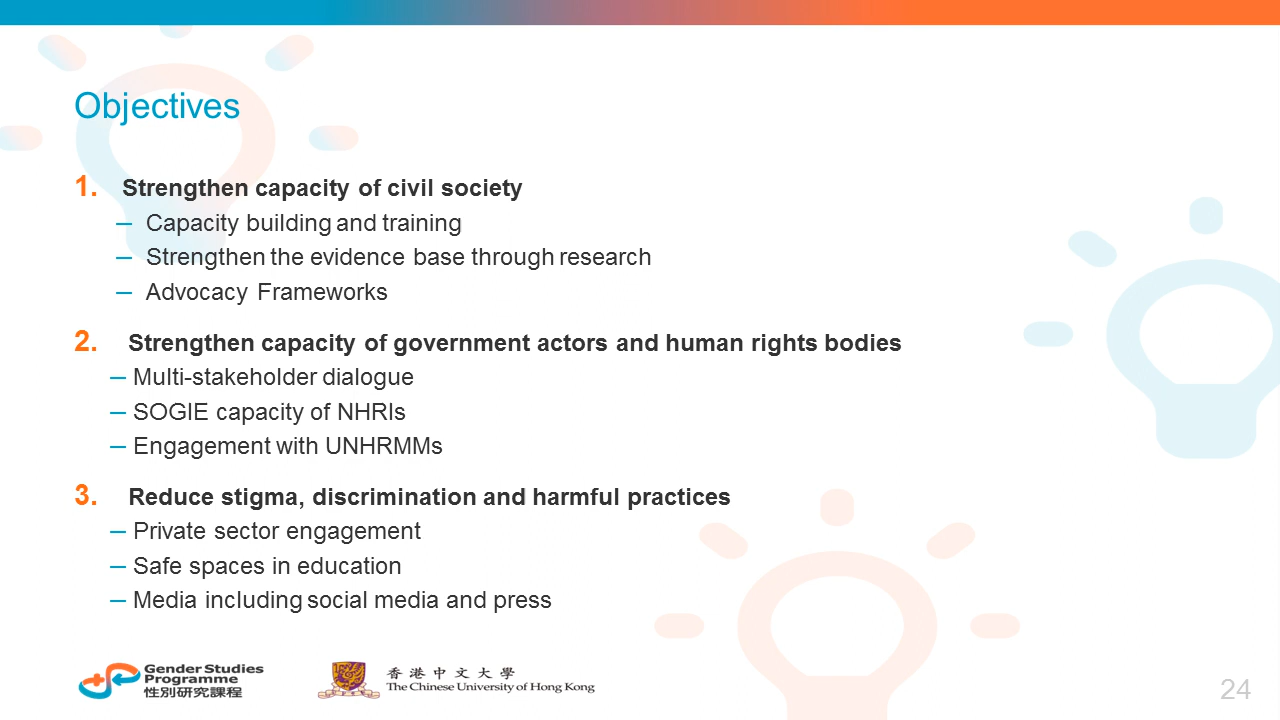 Objectives
1. Strengthen capacity of civil society
– Capacity building and training
– Strengthen the evidence base through research
– Advocacy Frameworks
2. Strengthen capacity of government actors and human rights bodies
– Multi-stakeholder dialogue
– SOGIE capacity of NHRIs
– Engagement with UNHRMMs
3. Reduce stigma, discrimination and harmful practices
– Private sector engagement
– Safe spaces in education
– Media including social media and press
Gender Studies
Programme
性別研究課程
香港中文大學
The Chinese University of Hong Kong
24